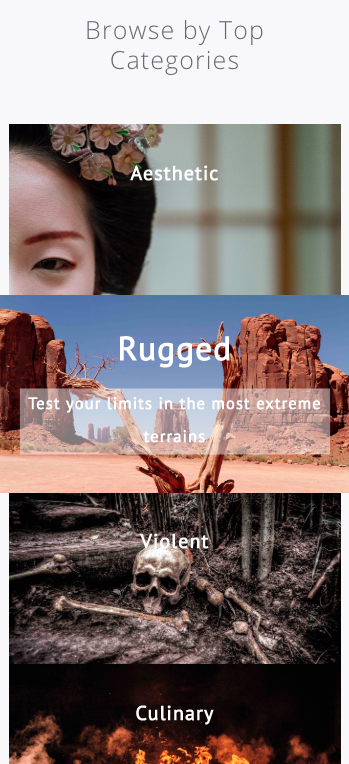 Browse by Top
Categories
Aesthetic
Rugged
Test your limits in the most extreme
terrains
Violent
Culinary